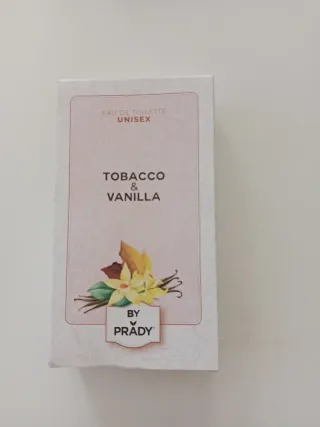 EAU DE TOILETTE
UNISEX
TOBACCO
&
VANILLA
BY
PRADY